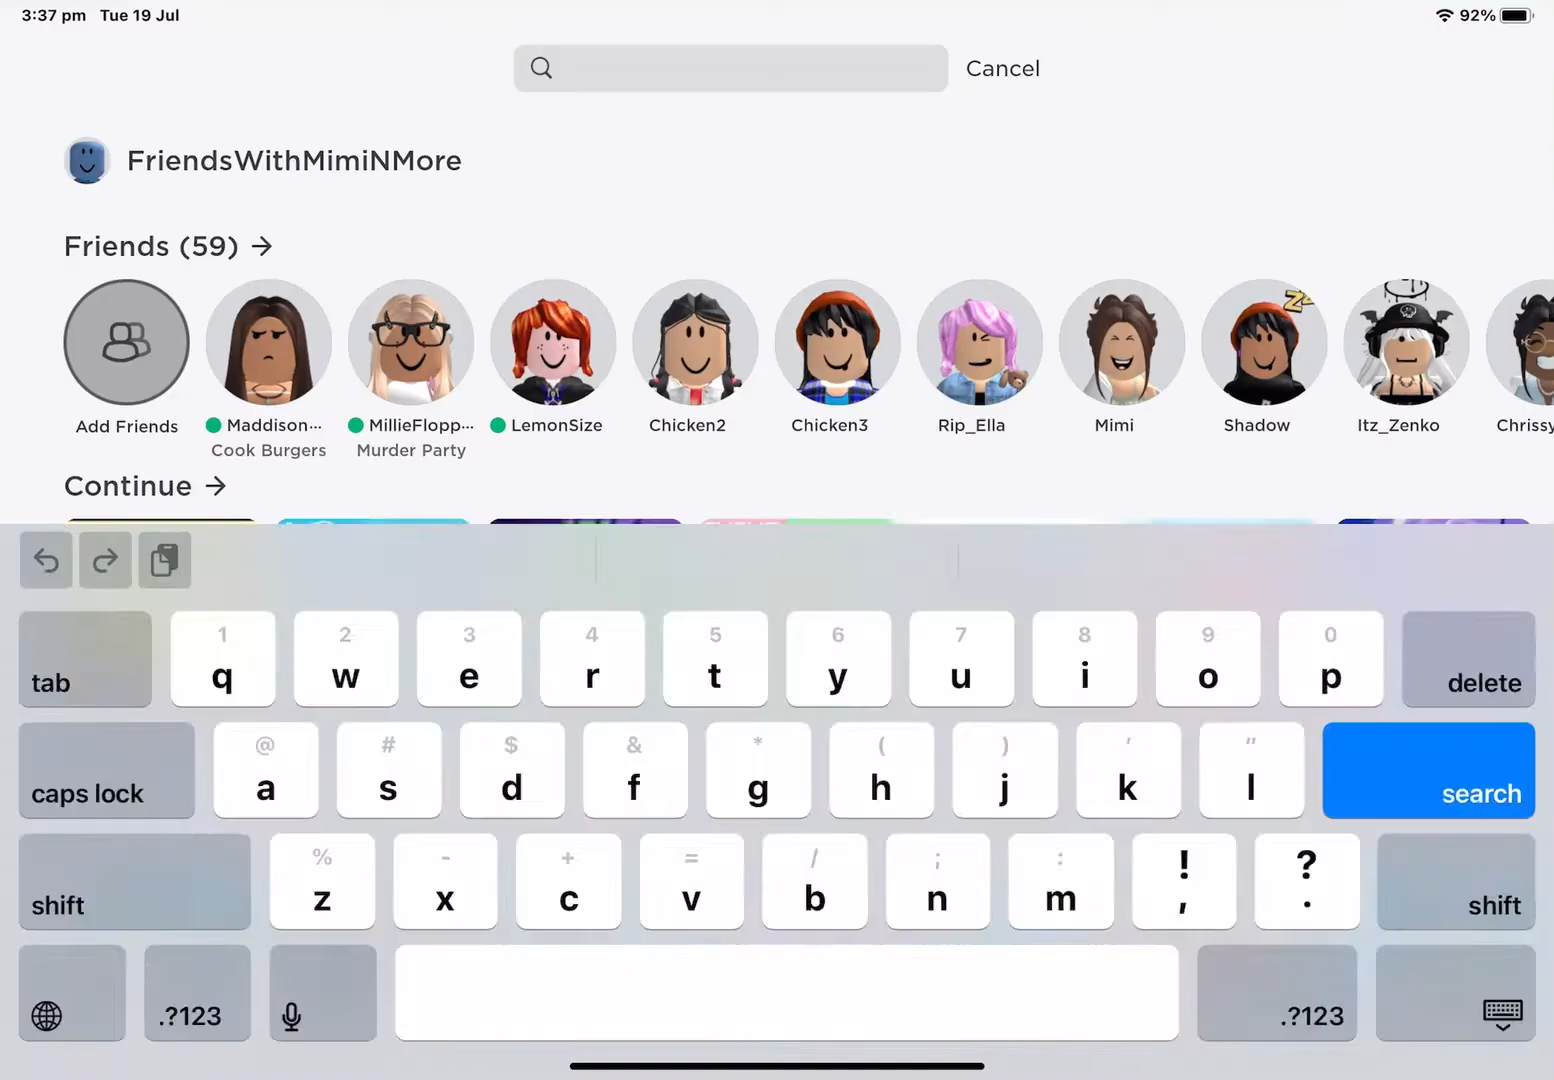 3:37 pm Tue 19 Jul 92%
Cancel
FriendsWithMimiNMore
Friends (59) →
Add Friends Maddison... MillieFlopp... LemonSize Chicken2 Chicken3 Rip_Ella Mimi Shadow Itz_Zenko Chrissy
Cook Burgers Murder Party
Continue →
1 2 3 4 5 6 7 8 9 0
tab q w e r t y u i o p delete
@ # $ & * ( ) ' "
caps lock a s d f g h j k l search
% - + = / ; : ! ?
shift z x c v b n m , . shift
.?123 .?123